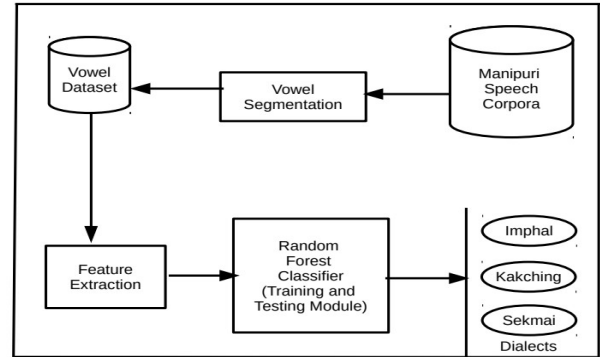 Vowel
Dataset
Vowel
Segmentation
Manipuri
Speech
Corpora
Feature
Extraction
Random
Forest
Classifier
(Training and
Testing Module)
Imphal
Kakching
Sekmai
Dialects